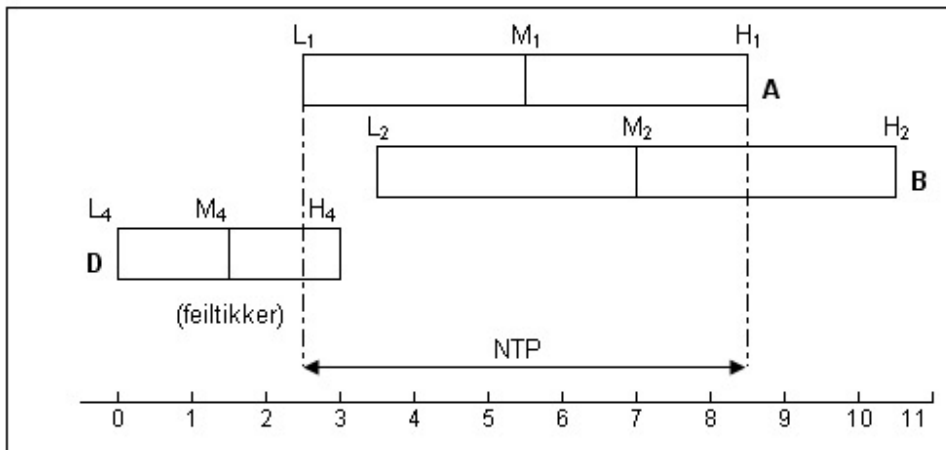 L₁ M₁ H₁
A
L₂ M₂ H₂
B
L₄ M₄ H₄
D
(feiltikker)
NTP
0 1 2 3 4 5 6 7 8 9 10 11